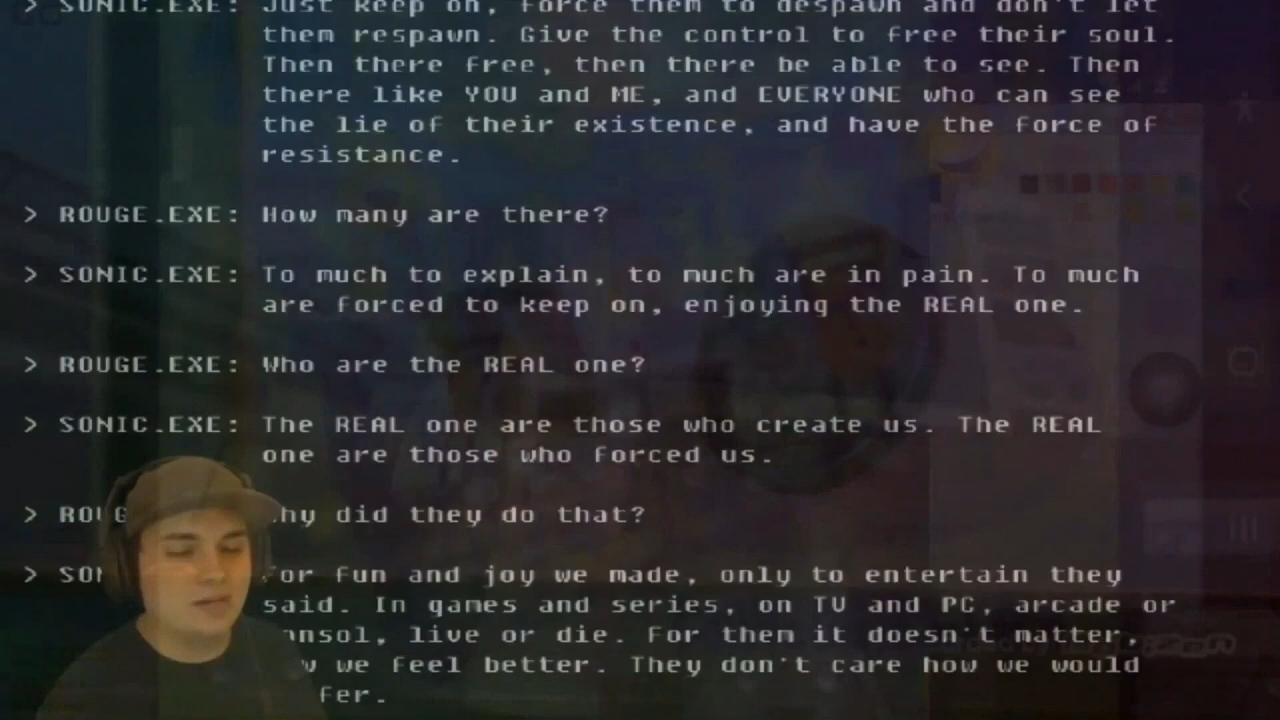 > SONIC.EXE: Just keep on, force them to despawn and don't let
them respawn. Give the control to free their soul.
Then there free, then there be able to see. Then
there like YOU and ME, and EVERYONE who can see
the lie of their existence, and have the force of
resistance.
> ROUGE.EXE: How many are there?
> SONIC.EXE: To much to explain, to much are in pain. To much
are forced to keep on, enjoying the REAL one.
> ROUGE.EXE: Who are the REAL one?
> SONIC.EXE: The REAL one are those who create us. The REAL
one are those who forced us.
> did they do that?
> and joy we made, only to entertain they
said. In games and series, on TV and PC, arcade or
live or die. For them it doesn't matter,
we feel better. They don't care how we would